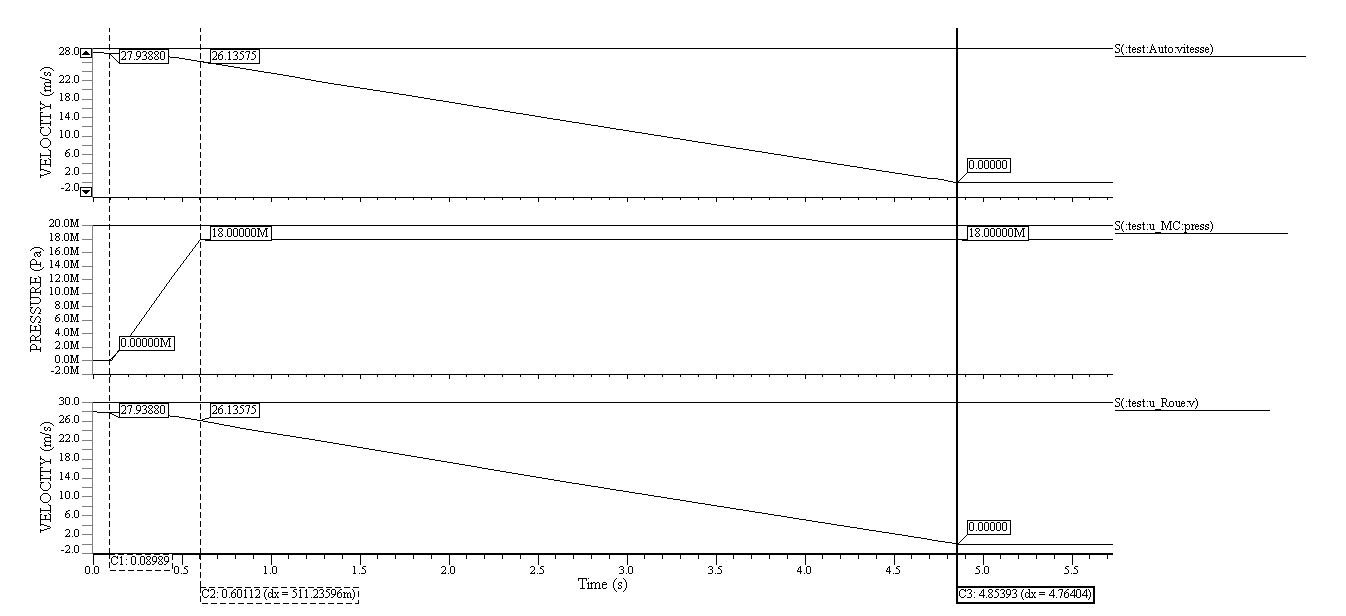 28.0
22.0
18.0
14.0
10.0
6.0
2.0
-2.0
VELOCITY (m/s)
27.93880
26.13575
0.00000
S(:test:Auto:vitesse)
20.0M
18.0M
16.0M
14.0M
12.0M
10.0M
8.0M
6.0M
4.0M
2.0M
0.0M
-2.0M
PRESSURE (Pa)
0.00000M
18.00000M
18.00000M
S(:test:u_MC:press)
30.0
26.0
22.0
18.0
14.0
10.0
6.0
2.0
-2.0
VELOCITY (m/s)
27.93880
26.13575
0.00000
S(:test:u_Roue:v)
C1: 0.08989
0.0 0.5 1.0 1.5 2.0 2.5 3.0 3.5 4.0 4.5 5.0 5.5
Time (s)
C2: 0.60112 (dx = 511.23596m)
C3: 4.85393 (dx = 4.76404)